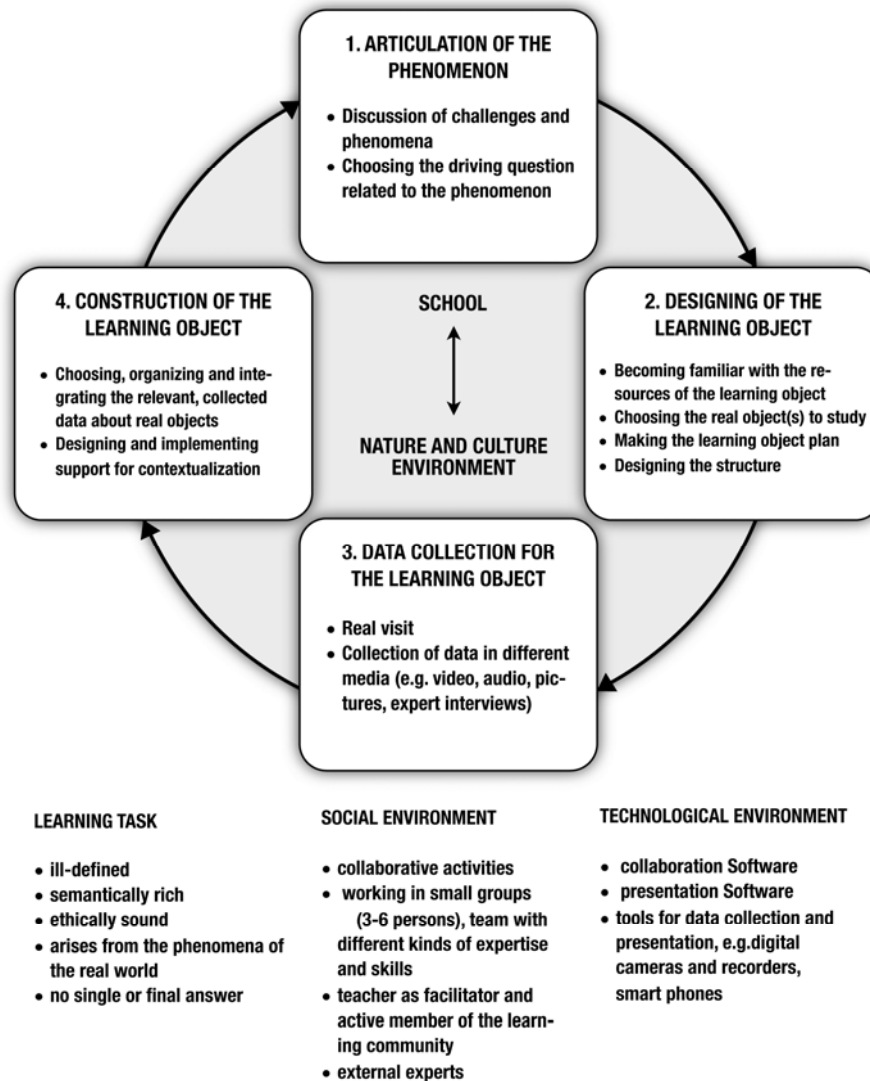 1. ARTICULATION OF THE
PHENOMENON
• Discussion of challenges and
phenomena
• Choosing the driving question
related to the phenomenon
4. CONSTRUCTION OF THE
LEARNING OBJECT
• Choosing, organizing and inte-
grating the relevant, collected
data about real objects
• Designing and implementing
support for contextualization
SCHOOL
NATURE AND CULTURE
ENVIRONMENT
2. DESIGNING OF THE
LEARNING OBJECT
• Becoming familiar with the re-
sources of the learning object
• Choosing the real object(s) to study
• Making the learning object plan
• Designing the structure
3. DATA COLLECTION FOR
THE LEARNING OBJECT
• Real visit
• Collection of data in different
media (e.g. video, audio, pic-
tures, expert interviews)
LEARNING TASK
• ill-defined
• semantically rich
• ethically sound
• arises from the phenomena of
the real world
• no single or final answer
SOCIAL ENVIRONMENT
• collaborative activities
• working in small groups
(3-6 persons), team with
different kinds of expertise
and skills
• teacher as facilitator and
active member of the learn-
ing community
• external experts
TECHNOLOGICAL ENVIRONMENT
• collaboration Software
• presentation Software
• tools for data collection and
presentation, e.g.digital
cameras and recorders,
smart phones